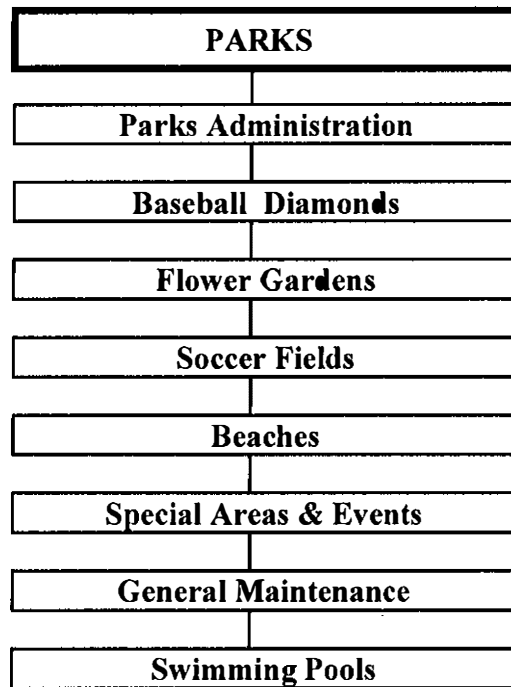 PARKS
Parks Administration
Baseball Diamonds
Flower Gardens
Soccer Fields
Beaches
Special Areas & Events
General Maintenance
Swimming Pools